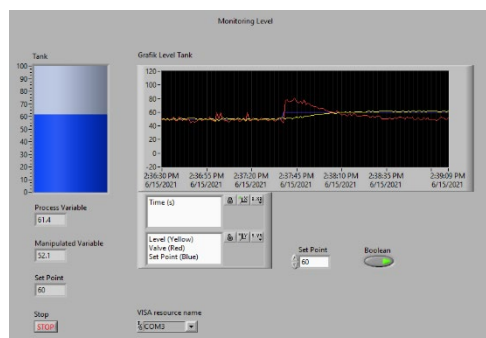 Monitoring Level
Tank
Grafik Level Tank
100
90
80
70
60
50
40
30
20
10
0
120
100
80
60
40
20
0
-20
2:36:30 PM 2:36:55 PM 2:37:20 PM 2:37:45 PM 2:38:10 PM 2:38:35 PM 2:39:09 PM
6/15/2021 6/15/2021 6/15/2021 6/15/2021 6/15/2021 6/15/2021 6/15/2021
Time (s)
Level (Yellow)
Valve (Red)
Set Point (Blue)
Process Variable
61.4
Manipulated Variable
52.1
Set Point
60
Set Point
60
Boolean
Stop
STOP
VISA resource name
COM3